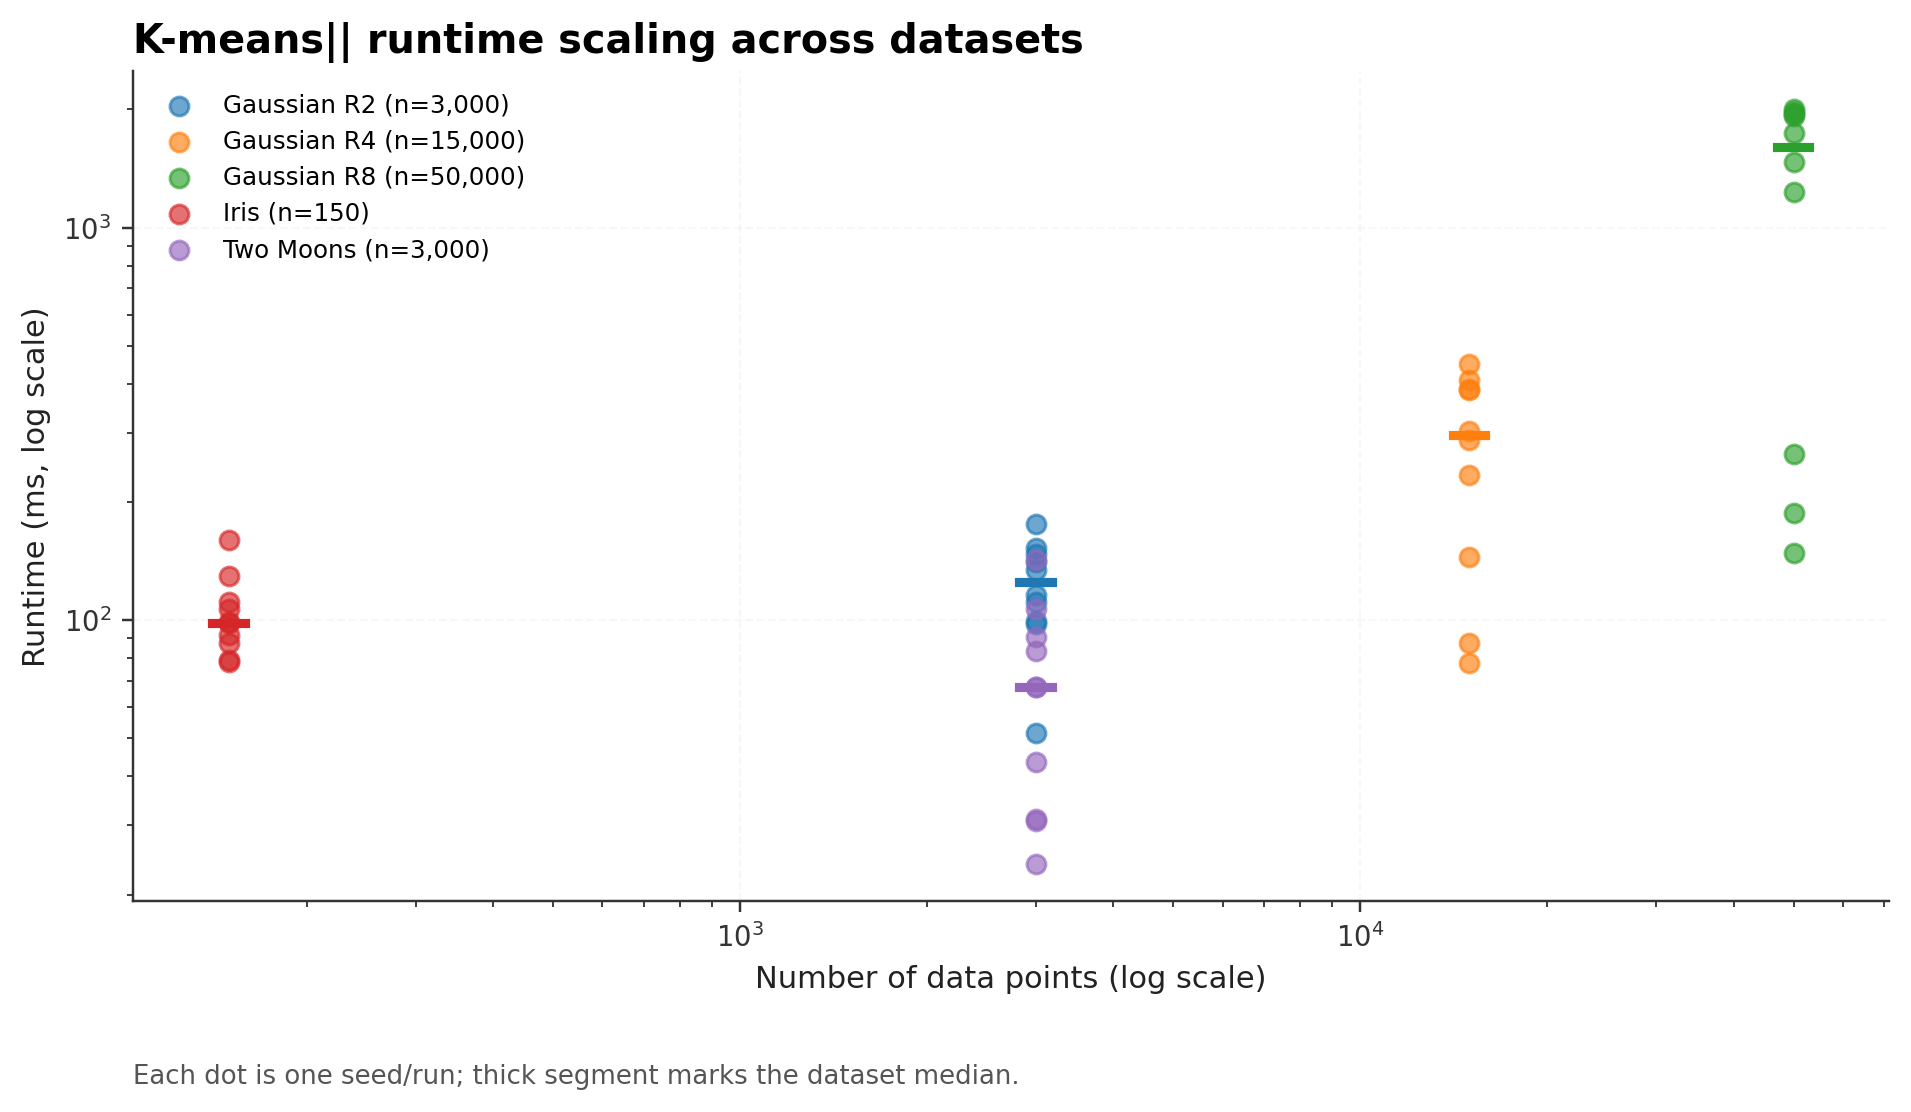 K-means|| runtime scaling across datasets
Gaussian R2 (n=3,000)
Gaussian R4 (n=15,000)
Gaussian R8 (n=50,000)
Iris (n=150)
Two Moons (n=3,000)
Runtime (ms, log scale)
10³
10²
10³
10⁴
Number of data points (log scale)
Each dot is one seed/run; thick segment marks the dataset median.